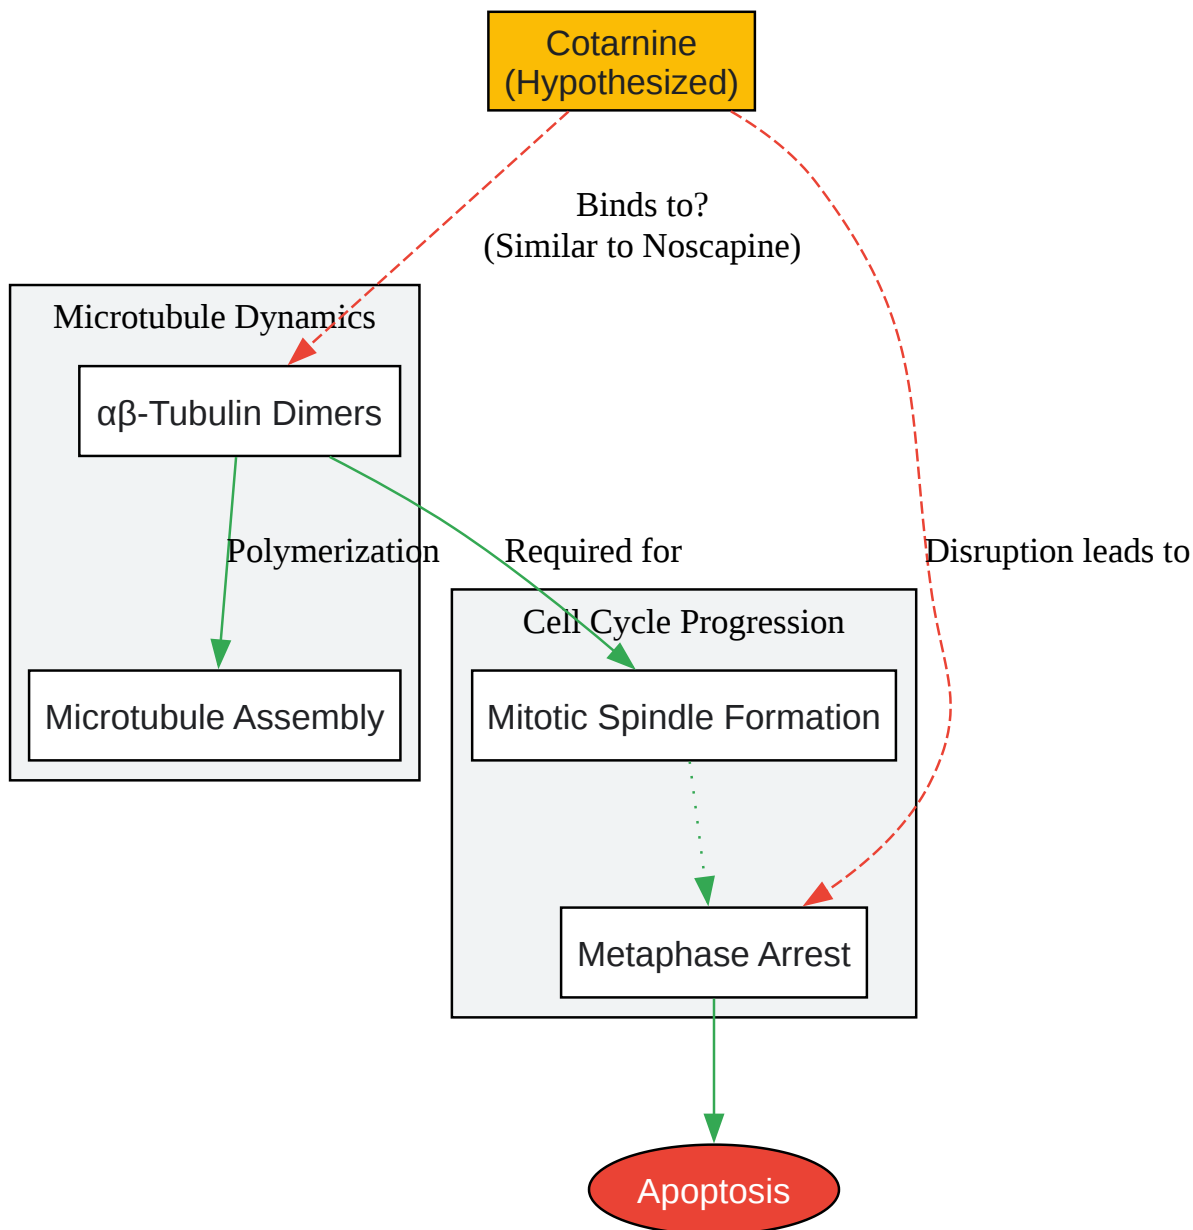 Cotarnine
(Hypothesized)
Binds to?
(Similar to Noscapine)
Microtubule Dynamics
αβ-Tubulin Dimers
Polymerization
Required for
Disruption leads to
Cell Cycle Progression
Microtubule Assembly
Mitotic Spindle Formation
Metaphase Arrest
Apoptosis